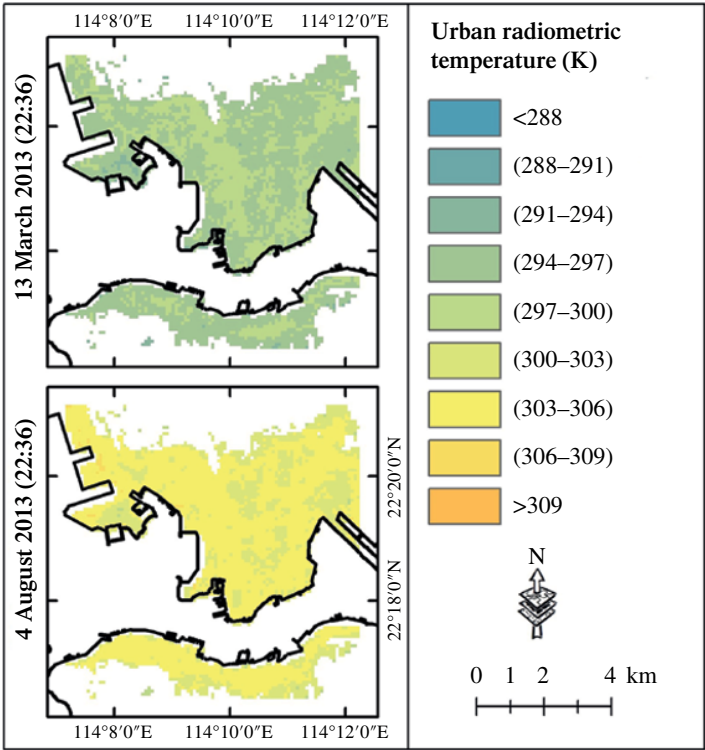 114°8′0″E 114°10′0″E 114°12′0″E
13 March 2013 (22:36)
4 August 2013 (22:36)
22°20′0″N
22°18′0″N
114°8′0″E 114°10′0″E 114°12′0″E
Urban radiometric
temperature (K)
<288
(288–291)
(291–294)
(294–297)
(297–300)
(300–303)
(303–306)
(306–309)
>309
N
0 1 2 4 km